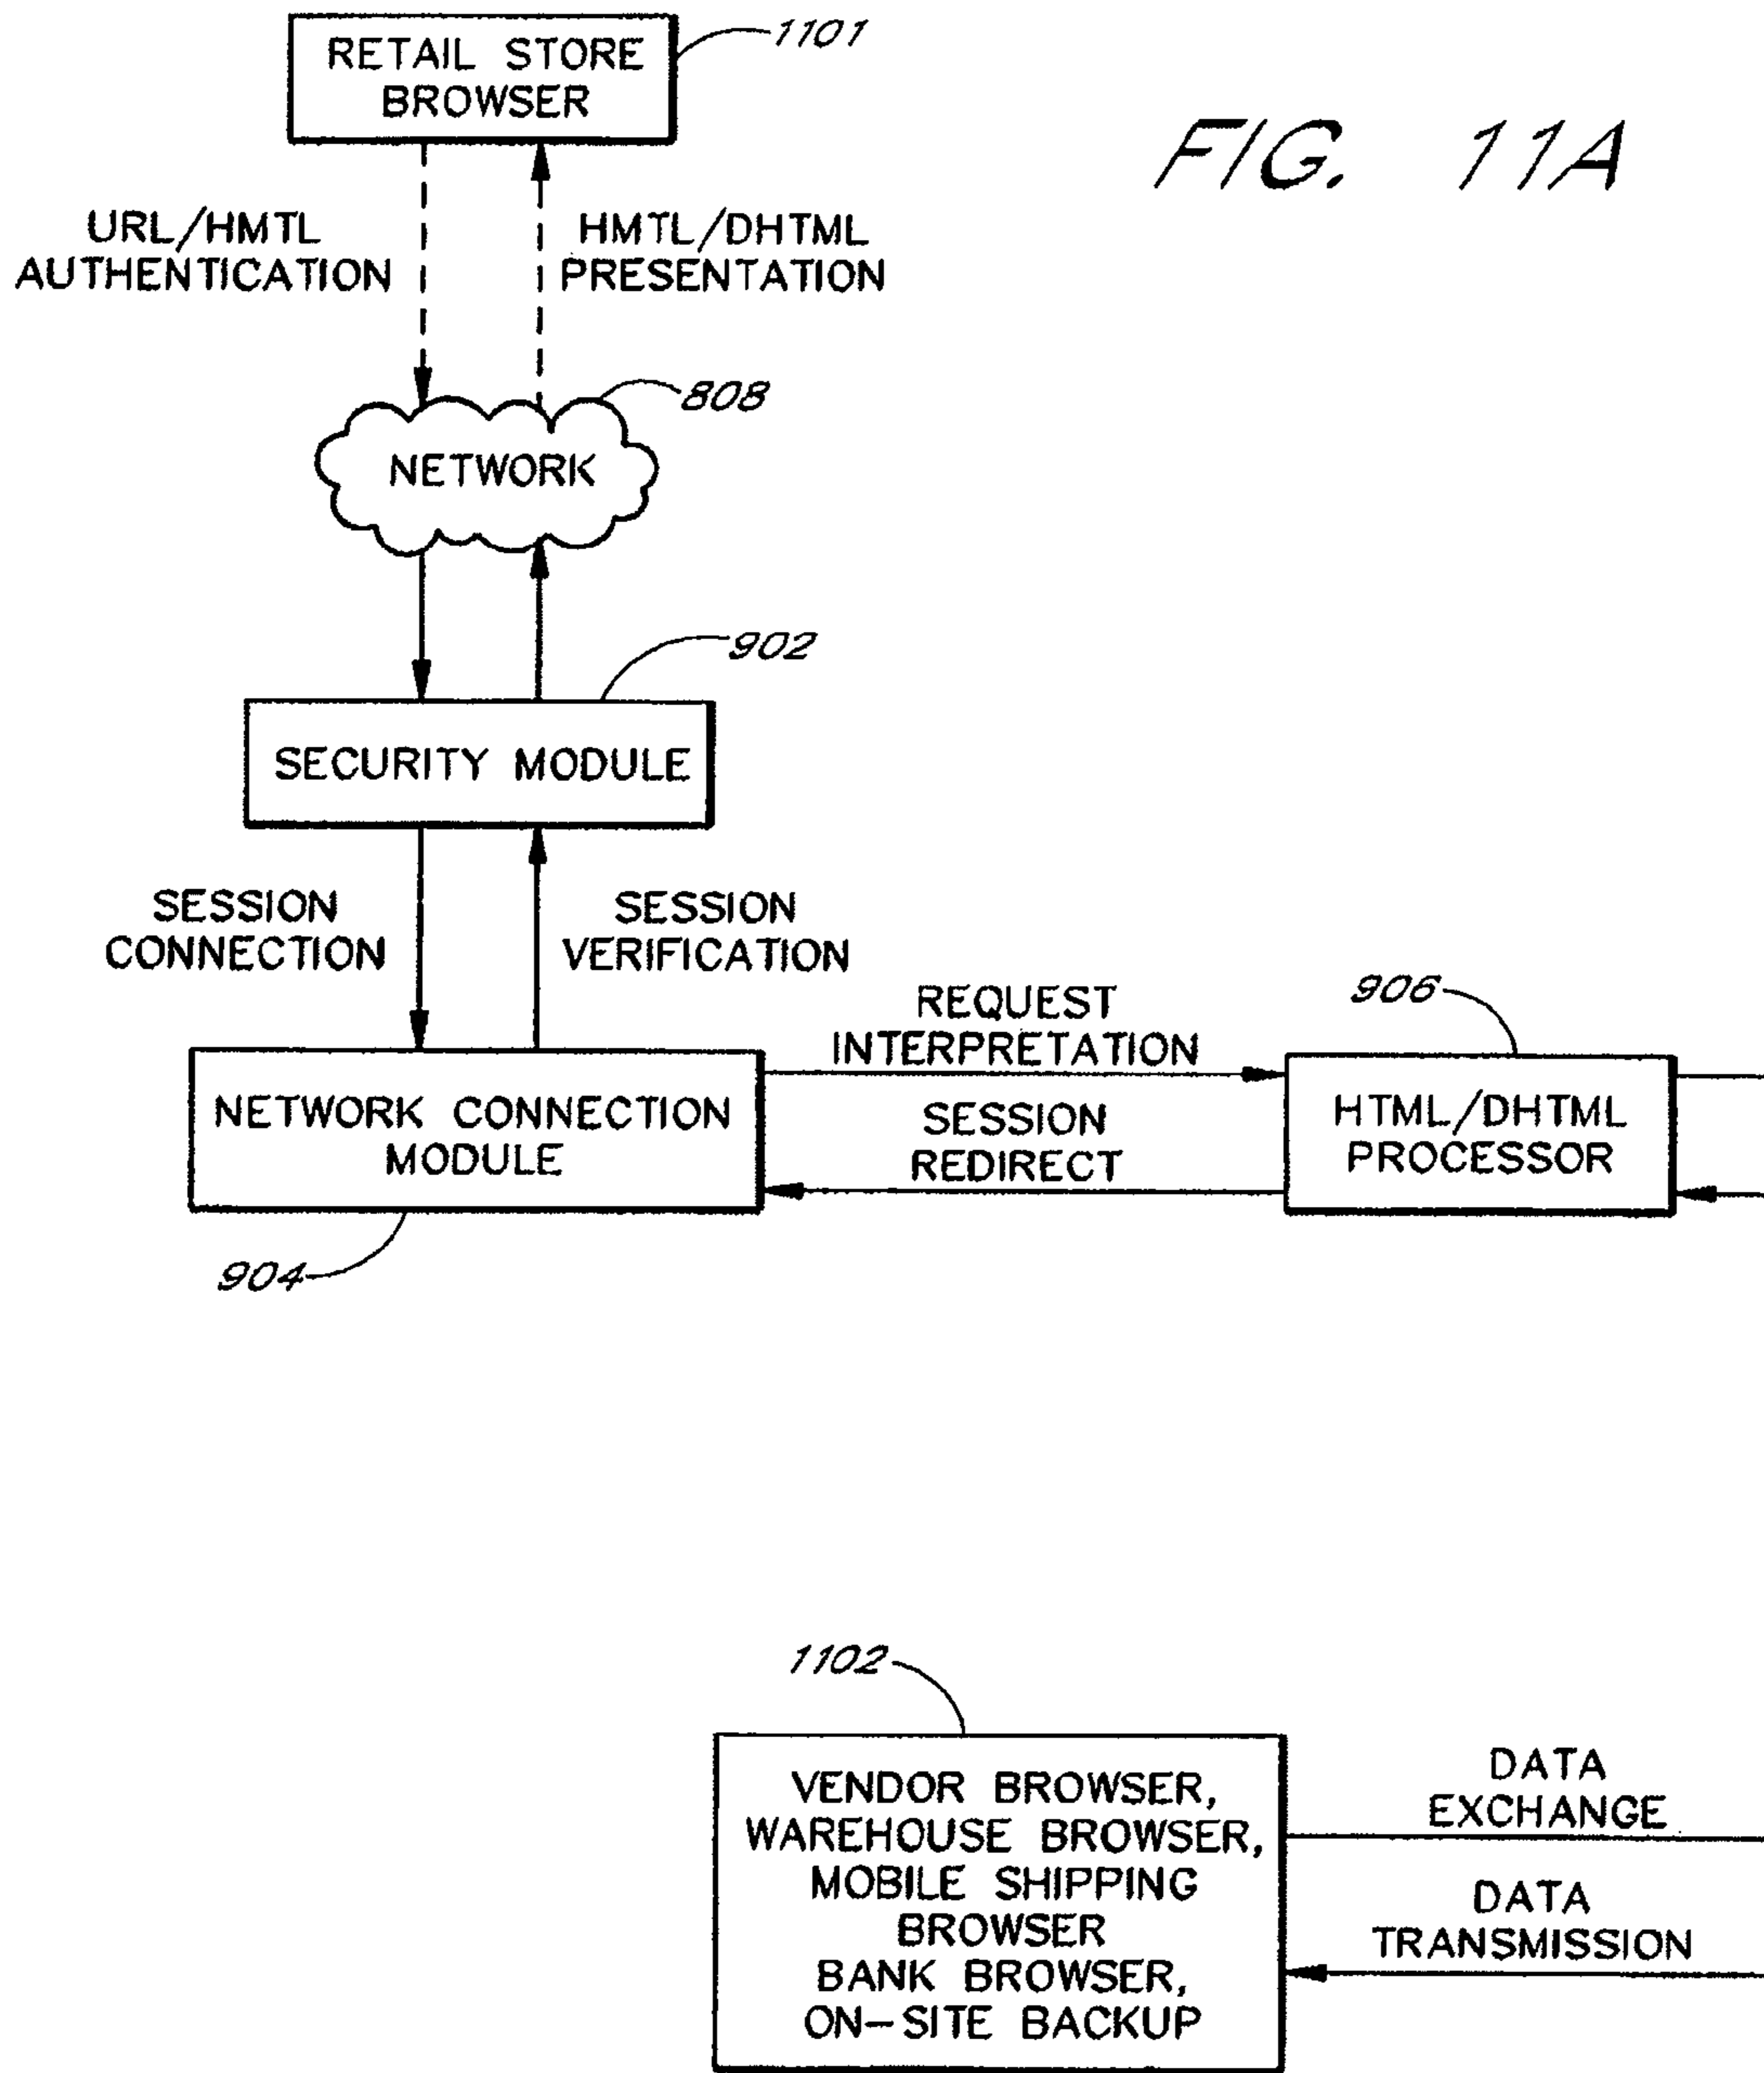 1101
RETAIL STORE
BROWSER
FIG. 11A
URL/HMTL
AUTHENTICATION
HMTL/DHTML
PRESENTATION
808
NETWORK
902
SECURITY MODULE
SESSION
CONNECTION
SESSION
VERIFICATION
REQUEST
INTERPRETATION
906
NETWORK CONNECTION
MODULE
SESSION
REDIRECT
HTML/DHTML
PROCESSOR
904
1102
VENDOR BROWSER,
WAREHOUSE BROWSER,
MOBILE SHIPPING
BROWSER
BANK BROWSER,
ON-SITE BACKUP
DATA
EXCHANGE
DATA
TRANSMISSION